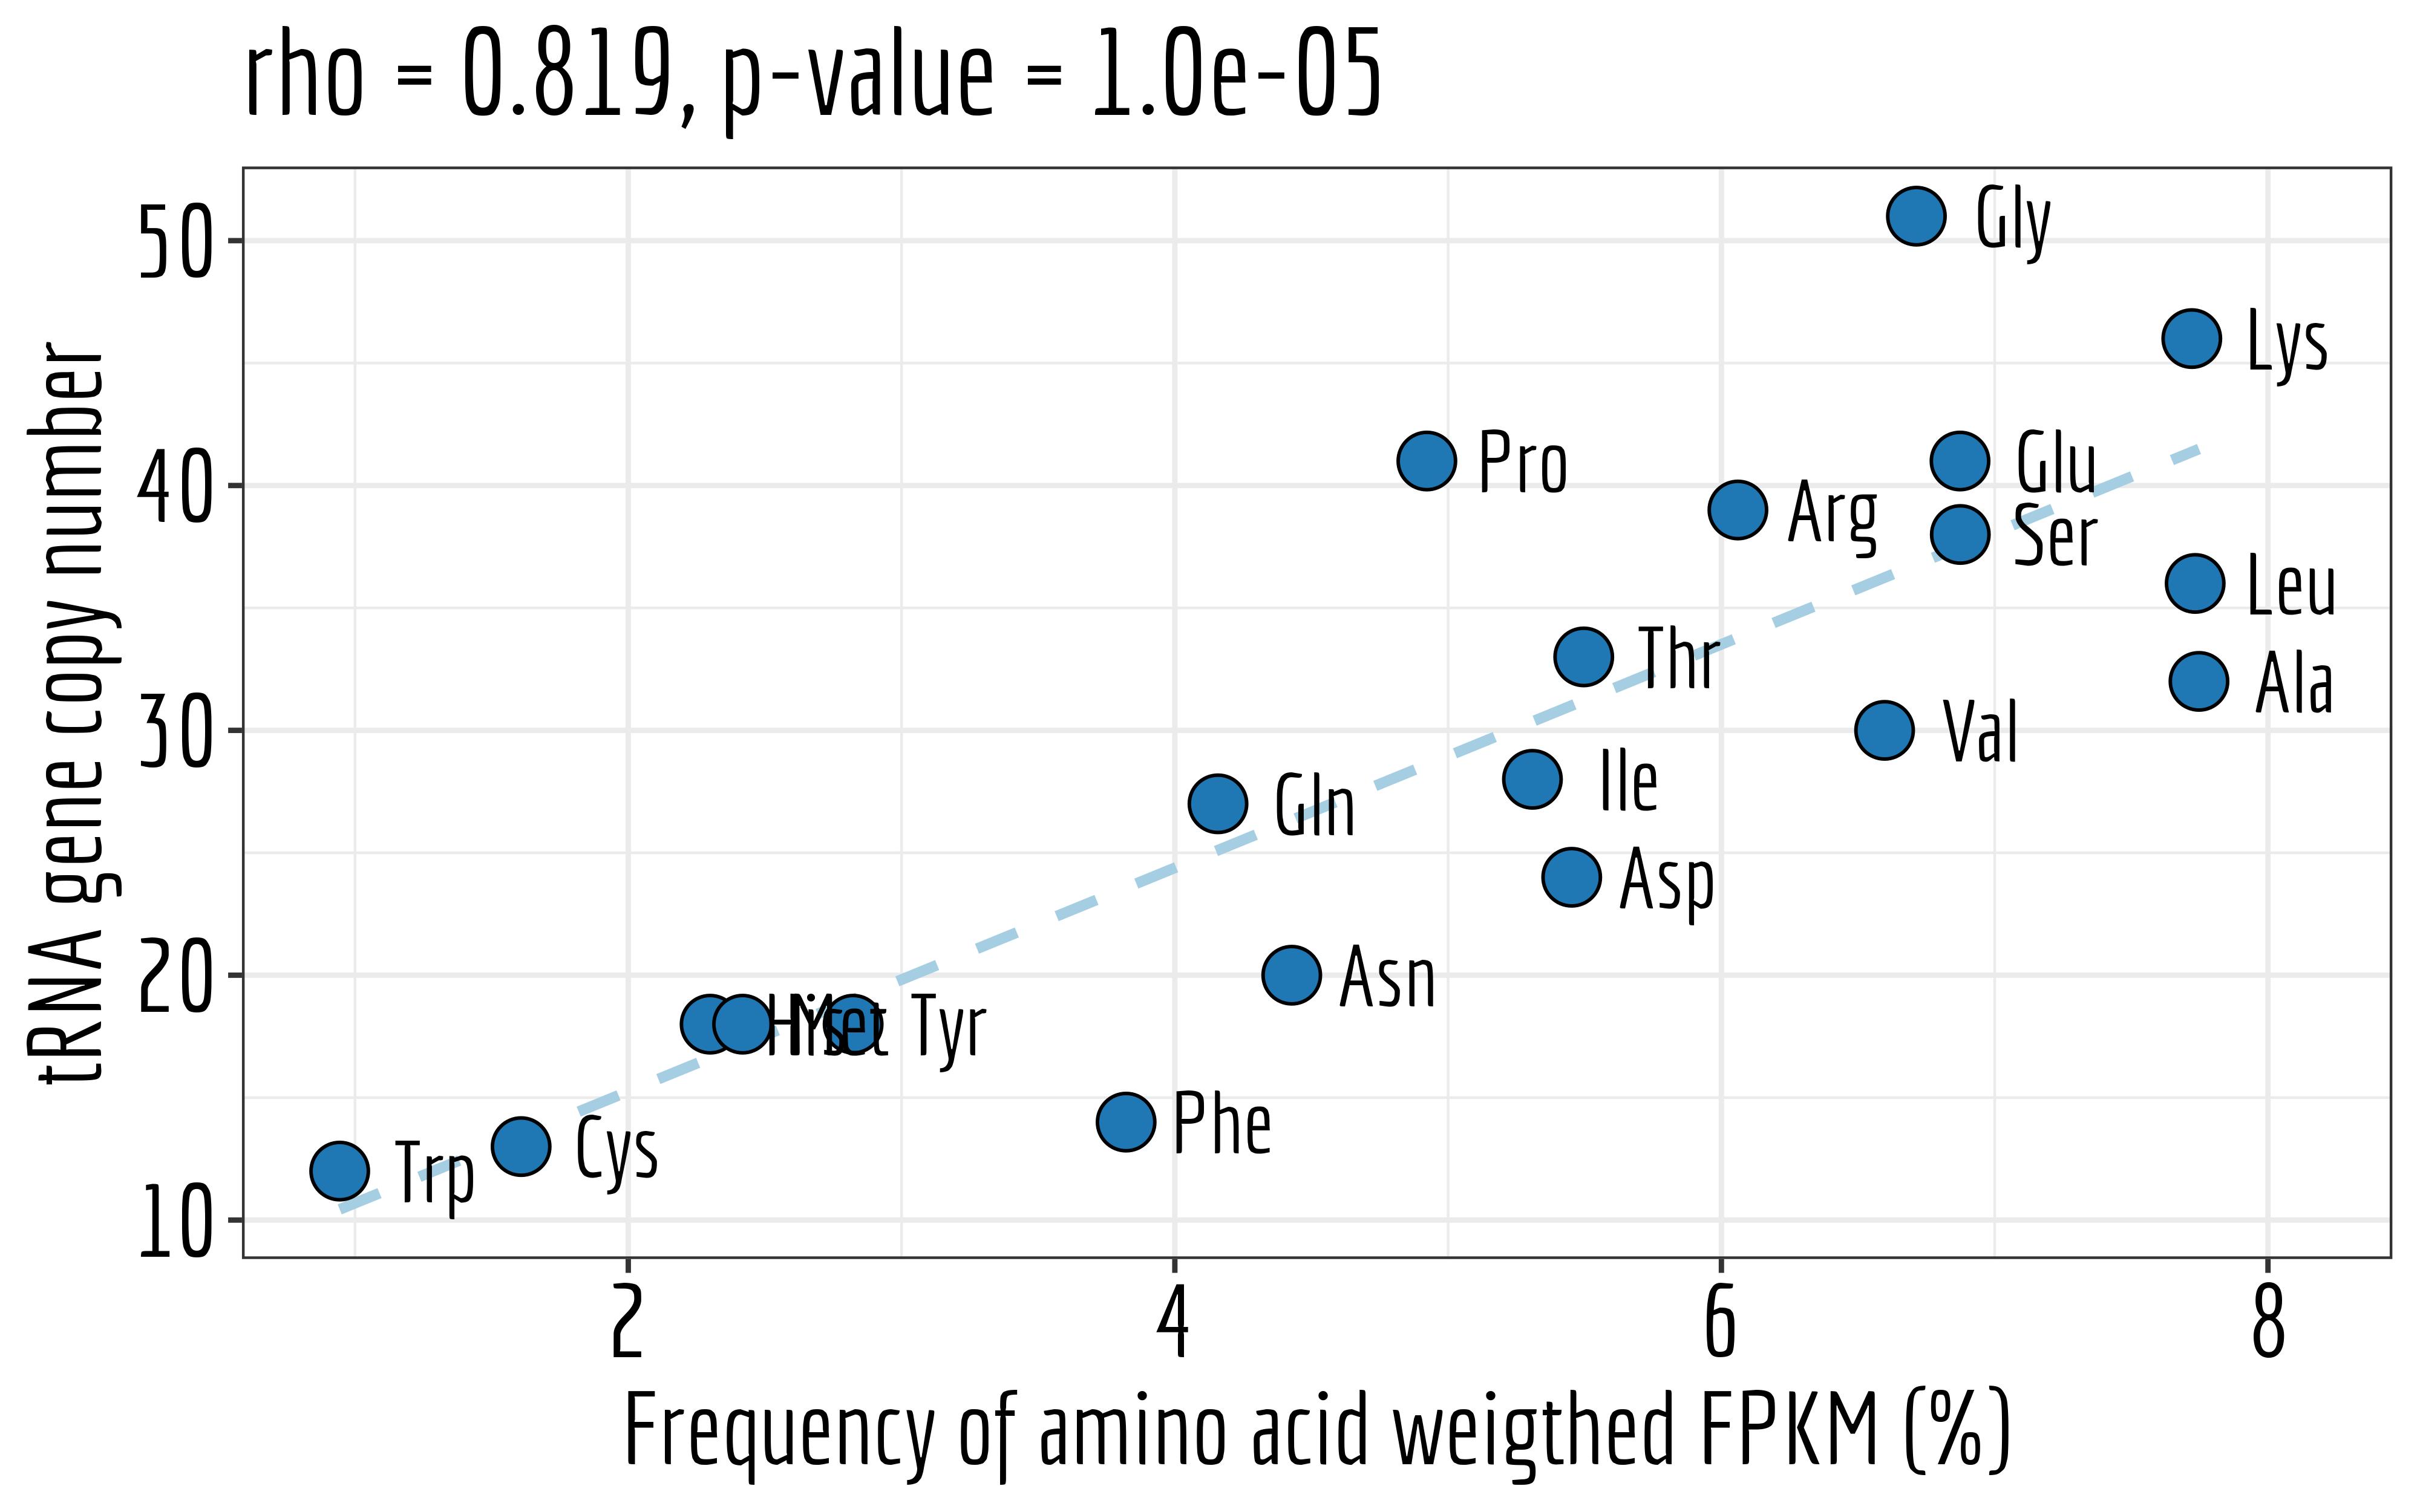 rho = 0.819, p-value = 1.0e-05
tRNA gene copy number
50
40
30
20
10
Gly
Lys
Pro
Glu
Arg
Ser
Leu
Thr
Ala
Val
Ile
Gln
Asp
Asn
His
Met
Tyr
Phe
Cys
Trp
2 4 6 8
Frequency of amino acid weigthed FPKM (%)